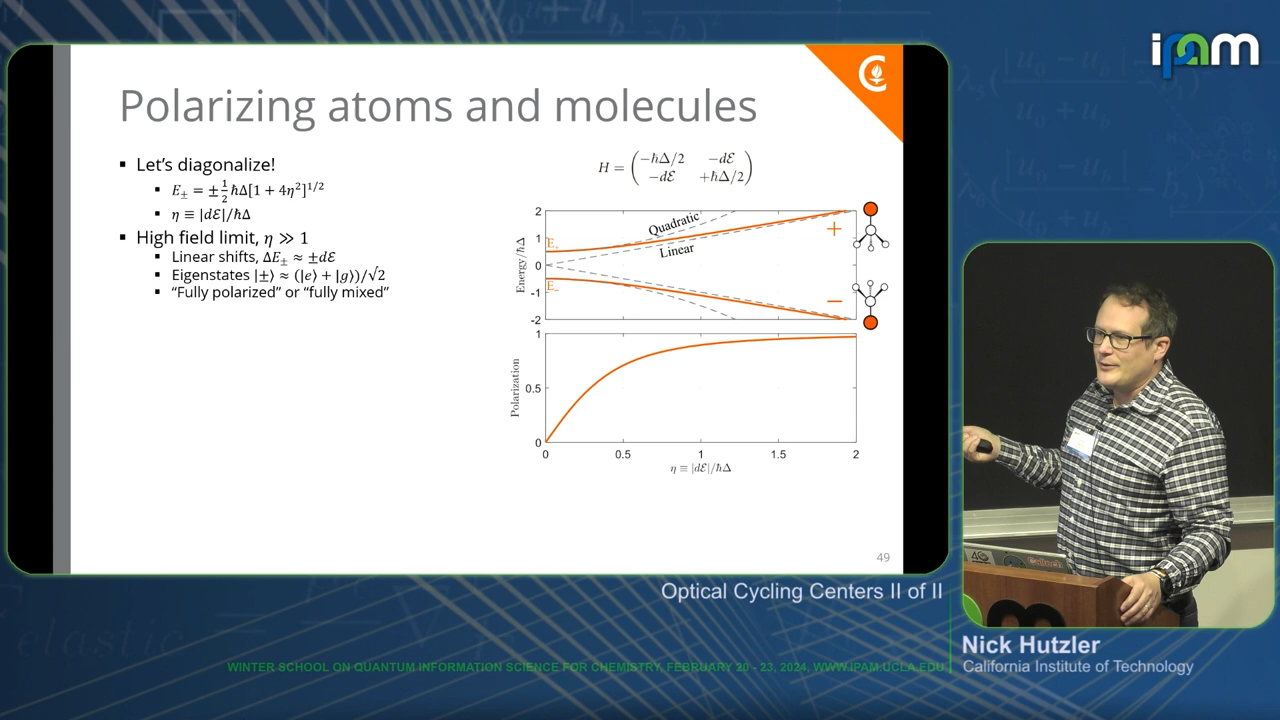 ipam
Polarizing atoms and molecules
▪ Let's diagonalize!
▪ E± = ±½ħΔ[1 + 4η²]^1/2
▪ η ≡ |dℰ|/ħΔ
▪ High field limit, η ≫ 1
▪ Linear shifts, ΔE± ≈ ±dℰ
▪ Eigenstates |±⟩ ≈ (|e⟩ + |g⟩)/√2
▪ "Fully polarized" or "fully mixed"
H = ( −ħΔ/2 −dℰ
−dℰ +ħΔ/2 )
2
1
0
-1
-2
Energy/ħΔ
E+
E-
Quadratic
Linear
+
−
1
0.5
0
Polarization
0 0.5 1 1.5 2
η ≡ |dℰ|/ħΔ
49
Caltech
Optical Cycling Centers II of II
Nick Hutzler
California Institute of Technology
WINTER SCHOOL ON QUANTUM INFORMATION SCIENCE FOR CHEMISTRY, FEBRUARY 20 - 23, 2024, WWW.IPAM.UCLA.EDU
elastic